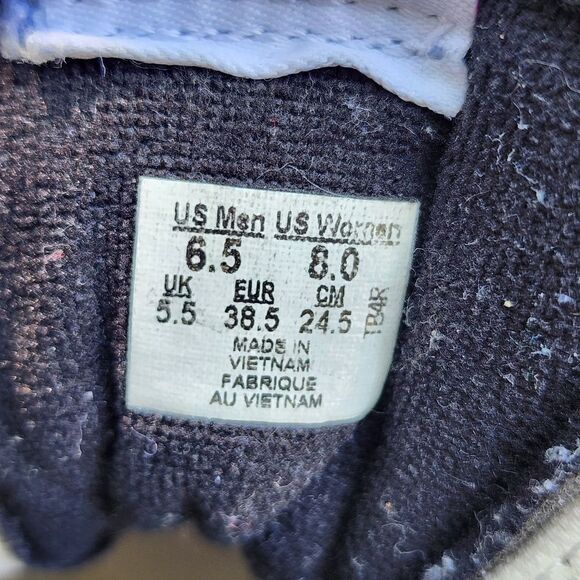 US Men US Women
6.5 8.0
UK EUR CM
5.5 38.5 24.5
TB4R
MADE IN
VIETNAM
FABRIQUE
AU VIETNAM